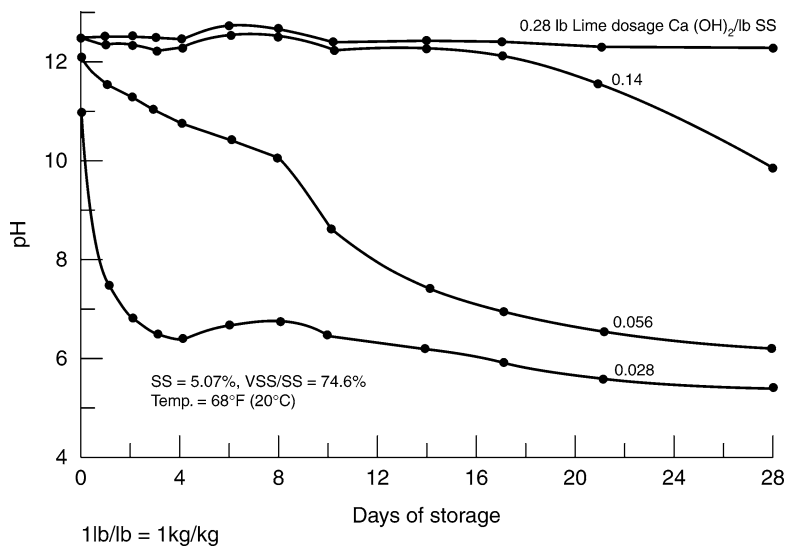 0.28 lb Lime dosage Ca (OH)₂/lb SS
12
0.14
10
pH
8
0.056
6
0.028
SS = 5.07%, VSS/SS = 74.6%
Temp. = 68°F (20°C)
4
0 4 8 12 16 20 24 28
Days of storage
1lb/lb = 1kg/kg